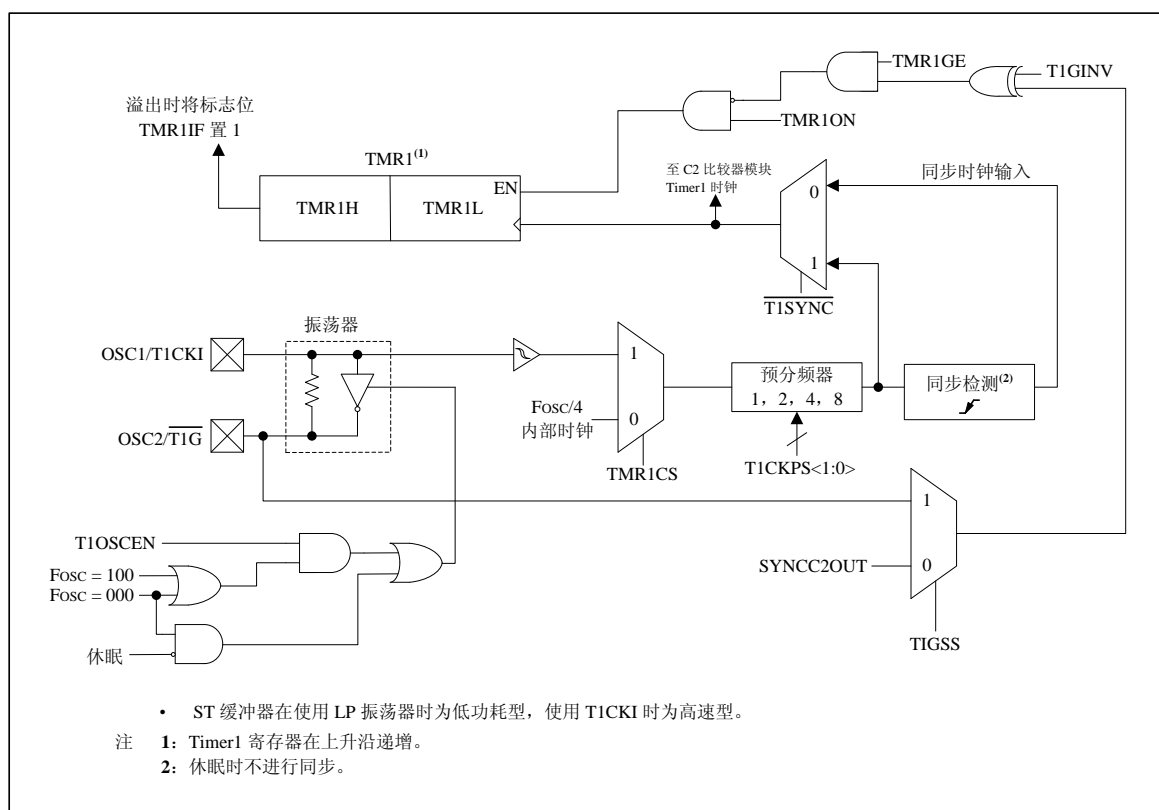 TMR1GE
T1GINV
溢出时将标志位
TMR1IF 置 1
TMR1ON
TMR1(1)
至 C2 比较器模块
Timer1 时钟
同步时钟输入
EN
0
TMR1H
TMR1L
1
T1SYNC
振荡器
OSC1/T1CKI
1
预分频器
1，2，4，8
同步检测(2)
FOSC/4
内部时钟
0
OSC2/T1G
TMR1CS
T1CKPS<1:0>
1
T1OSCEN
SYNCC2OUT
0
FOSC = 100
FOSC = 000
TIGSS
休眠
• ST 缓冲器在使用 LP 振荡器时为低功耗型，使用 T1CKI 时为高速型。
注 1：Timer1 寄存器在上升沿递增。
2：休眠时不进行同步。